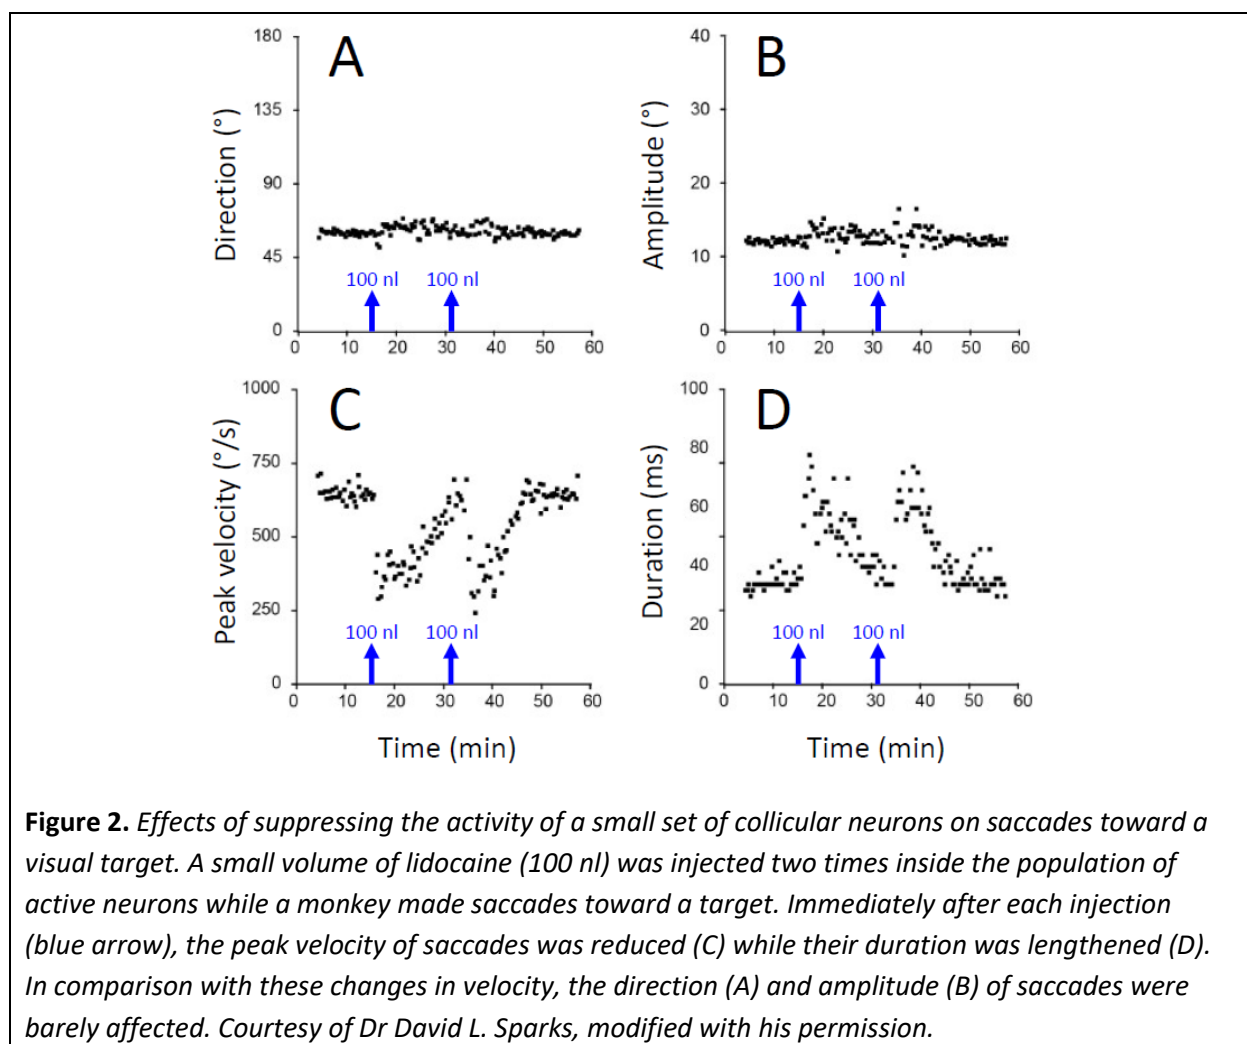 A
B
180
135
90
45
0
Direction (°)
100 nl
100 nl
0 10 20 30 40 50 60
40
30
20
10
0
Amplitude (°)
100 nl
100 nl
0 10 20 30 40 50 60
C
D
1000
750
500
250
0
Peak velocity (°/s)
100 nl
100 nl
0 10 20 30 40 50 60
Time (min)
100
80
60
40
20
0
Duration (ms)
100 nl
100 nl
0 10 20 30 40 50 60
Time (min)
Figure 2. Effects of suppressing the activity of a small set of collicular neurons on saccades toward a
visual target. A small volume of lidocaine (100 nl) was injected two times inside the population of
active neurons while a monkey made saccades toward a target. Immediately after each injection
(blue arrow), the peak velocity of saccades was reduced (C) while their duration was lengthened (D).
In comparison with these changes in velocity, the direction (A) and amplitude (B) of saccades were
barely affected. Courtesy of Dr David L. Sparks, modified with his permission.